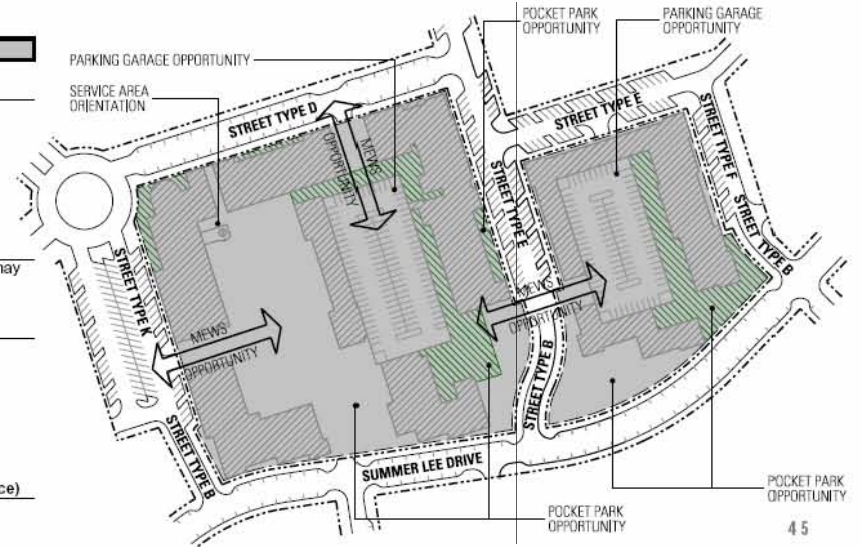 POCKET PARK
OPPORTUNITY
PARKING GARAGE
OPPORTUNITY
PARKING GARAGE OPPORTUNITY
SERVICE AREA
ORIENTATION
STREET TYPE D
STREET TYPE E
STREET TYPE F
MEWS
OPPORTUNITY
STREET TYPE E
STREET TYPE B
STREET TYPE K
may
MEWS
OPPORTUNITY
MEWS
OPPORTUNITY
STREET TYPE B
STREET TYPE B
SUMMER LEE DRIVE
ce)
POCKET PARK
OPPORTUNITY
POCKET PARK
OPPORTUNITY
45